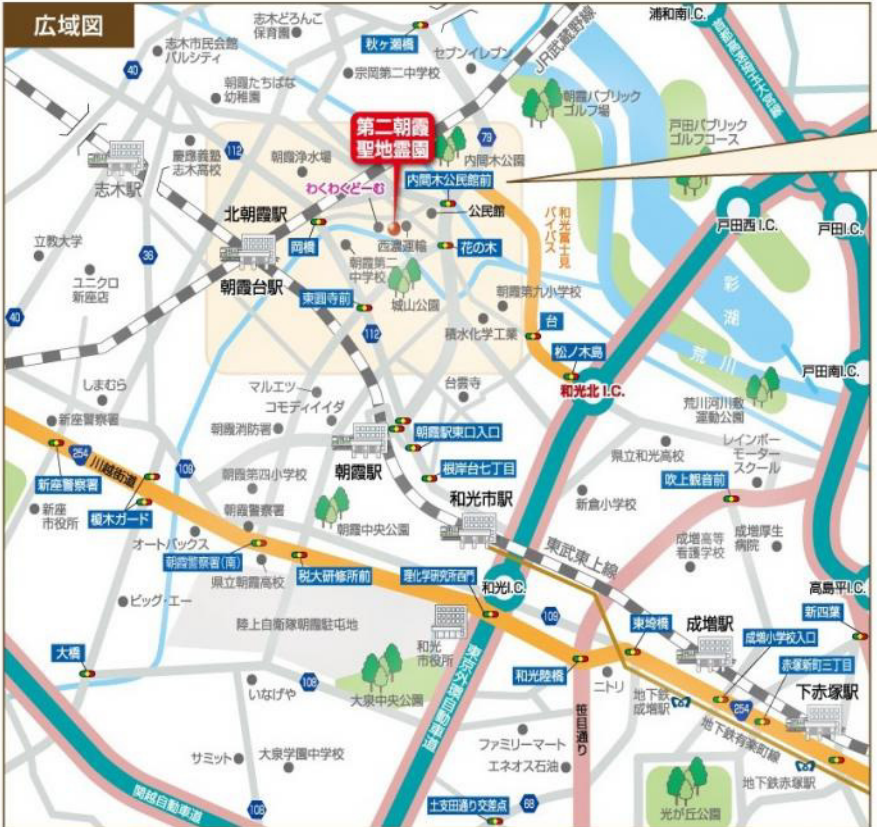 広域図
志木どろんこ
保育園
浦和南I.C.
志木市民会館
パルシティ
秋ヶ瀬橋
セブンイレブン
JR武蔵野線
首都高速埼玉大宮線
40
宗岡第二中学校
朝霞たちばな
幼稚園
朝霞パブリック
ゴルフ場
第二朝霞
聖地霊園
戸田パブリック
ゴルフコース
慶應義塾
志木高校
112
朝霞浄水場
79
内間木公園
志木駅
わくわくどーむ
内間木公民館前
北朝霞駅
公民館
和光富士見
バイパス
戸田西I.C.
戸田I.C.
岡橋
立教大学
36
西濃運輸
花の木
朝霞第二
中学校
ユニクロ
新座店
朝霞台駅
城山公園
彩湖
朝霞第九小学校
東圓寺前
40
112
積水化学工業
台
荒川
松ノ木島
しまむら
マルエツ
台雲寺
和光北I.C.
戸田南I.C.
コモディイイダ
荒川河川敷
運動公園
新座警察署
朝霞消防署
朝霞駅東口入口
254
川越街道
県立和光高校
レインボー
モーター
スクール
109
朝霞駅
新座警察署
朝霞第四小学校
根岸台七丁目
吹上観音前
新座
市役所
榎木ガード
朝霞警察署
朝霞中央公園
和光市駅
新倉小学校
オートバックス
成増高等
看護学校
成増厚生
病院
東武東上線
朝霞警察署(南)
県立朝霞高校
税大研修所前
理化学研究所西門
和光I.C.
高島平I.C.
ビッグ・エー
109
陸上自衛隊朝霞駐屯地
和光
市役所
東埼橋
成増駅
新四葉
成増小学校入口
大橋
東京外環自動車道
和光陸橋
赤塚新町三丁目
ニトリ
108
いなげや
大泉中央公園
地下鉄
成増駅
254
下赤塚駅
笹目通り
地下鉄有楽町線
サミット
大泉学園中学校
ファミリーマート
エネオス石油
地下鉄赤塚駅
関越自動車道
108
土支田通り交差点
68
光が丘公園